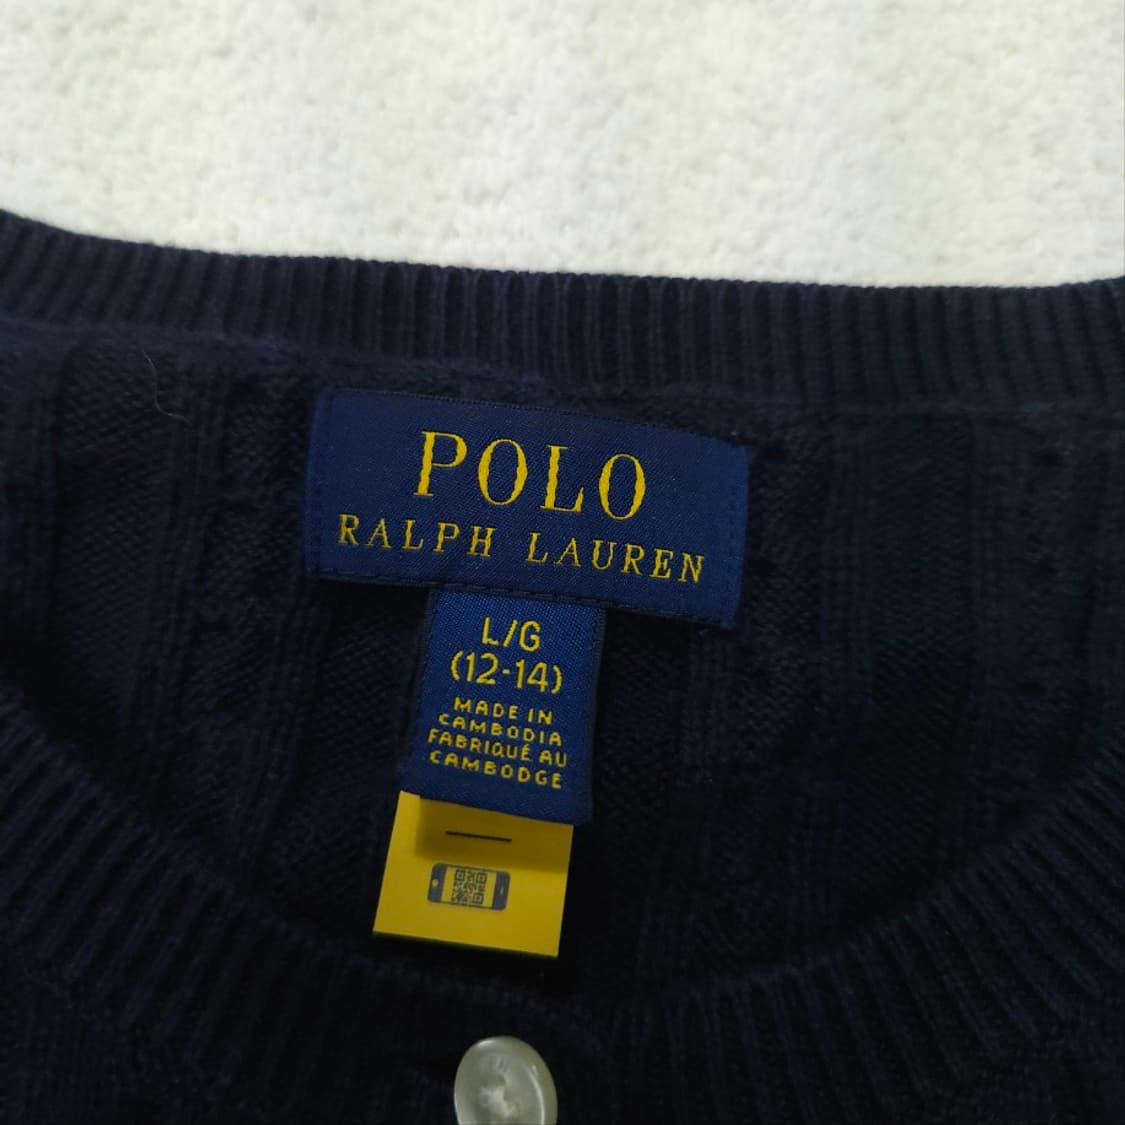 POLO
RALPH LAUREN
L/G
(12-14)
MADE IN
CAMBODIA
FABRIQUÉ AU
CAMBODGE